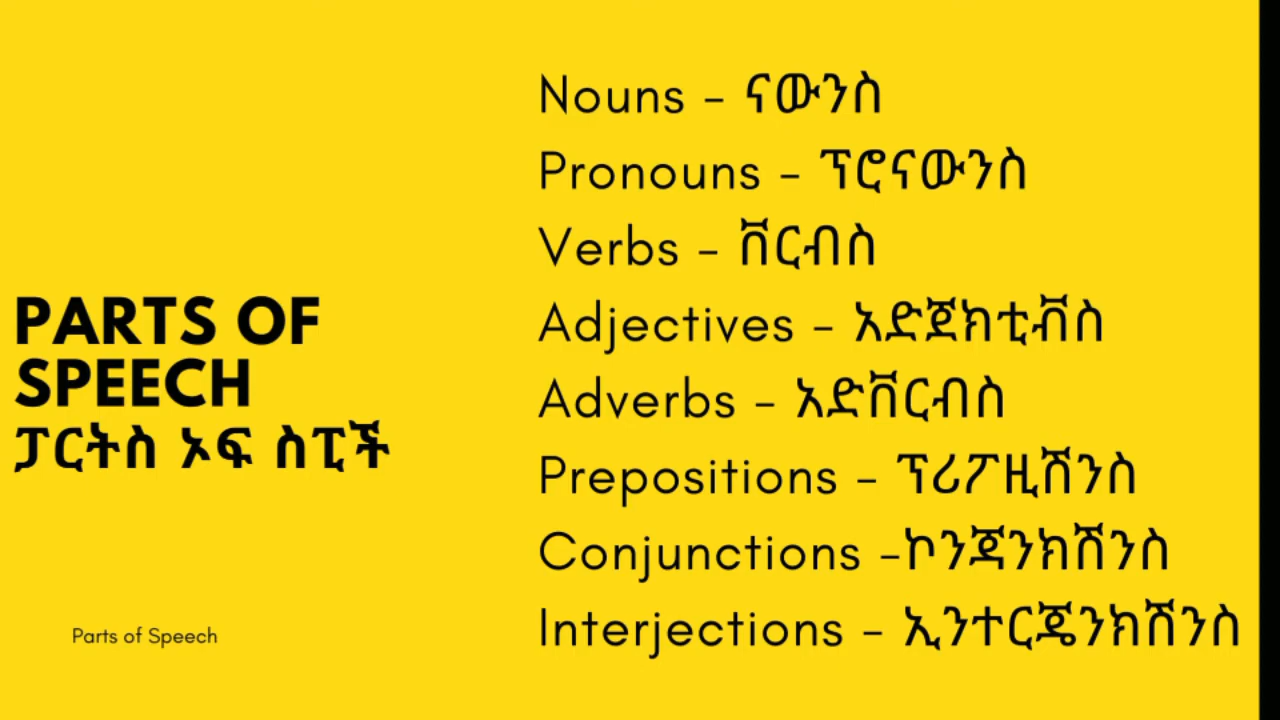 PARTS OF
SPEECH
ፓርትስ ኦፍ ስፒች
Parts of Speech
Nouns - ናውንስ
Pronouns - ፕሮናውንስ
Verbs - ቨርብስ
Adjectives - አድጀክቲቭስ
Adverbs - አድቨርብስ
Prepositions - ፕሪፖዚሽንስ
Conjunctions -ኮንጃንክሽንስ
Interjections - ኢንተርጄንክሽንስ